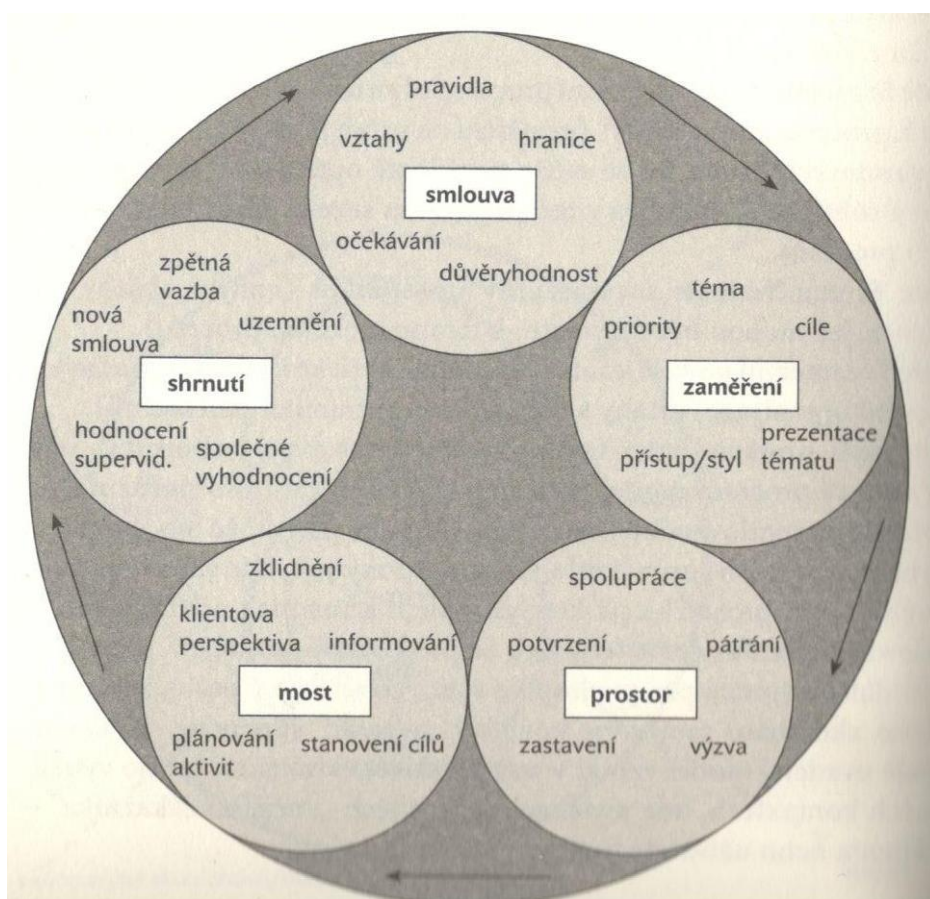 pravidla
vztahy
hranice
smlouva
očekávání
důvěryhodnost
téma
priority
cíle
zaměření
prezentace
tématu
přístup/styl
spolupráce
potvrzení
pátrání
prostor
zastavení
výzva
zklidnění
klientova
perspektiva
informování
most
plánování
aktivit
stanovení cílů
zpětná
vazba
nová
smlouva
uzemnění
shrnutí
hodnocení
supervid.
společné
vyhodnocení